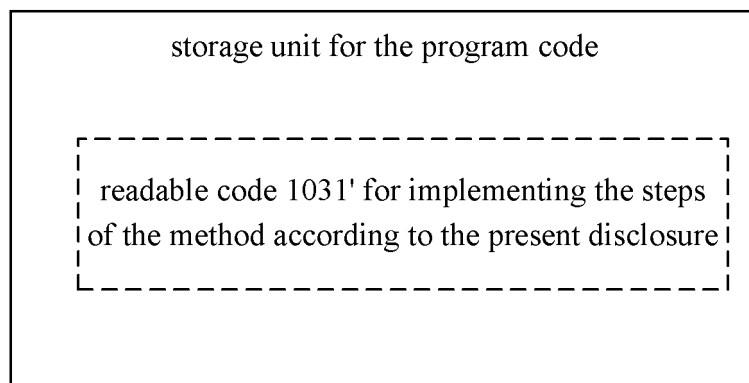 storage unit for the program code
readable code 1031' for implementing the steps
of the method according to the present disclosure